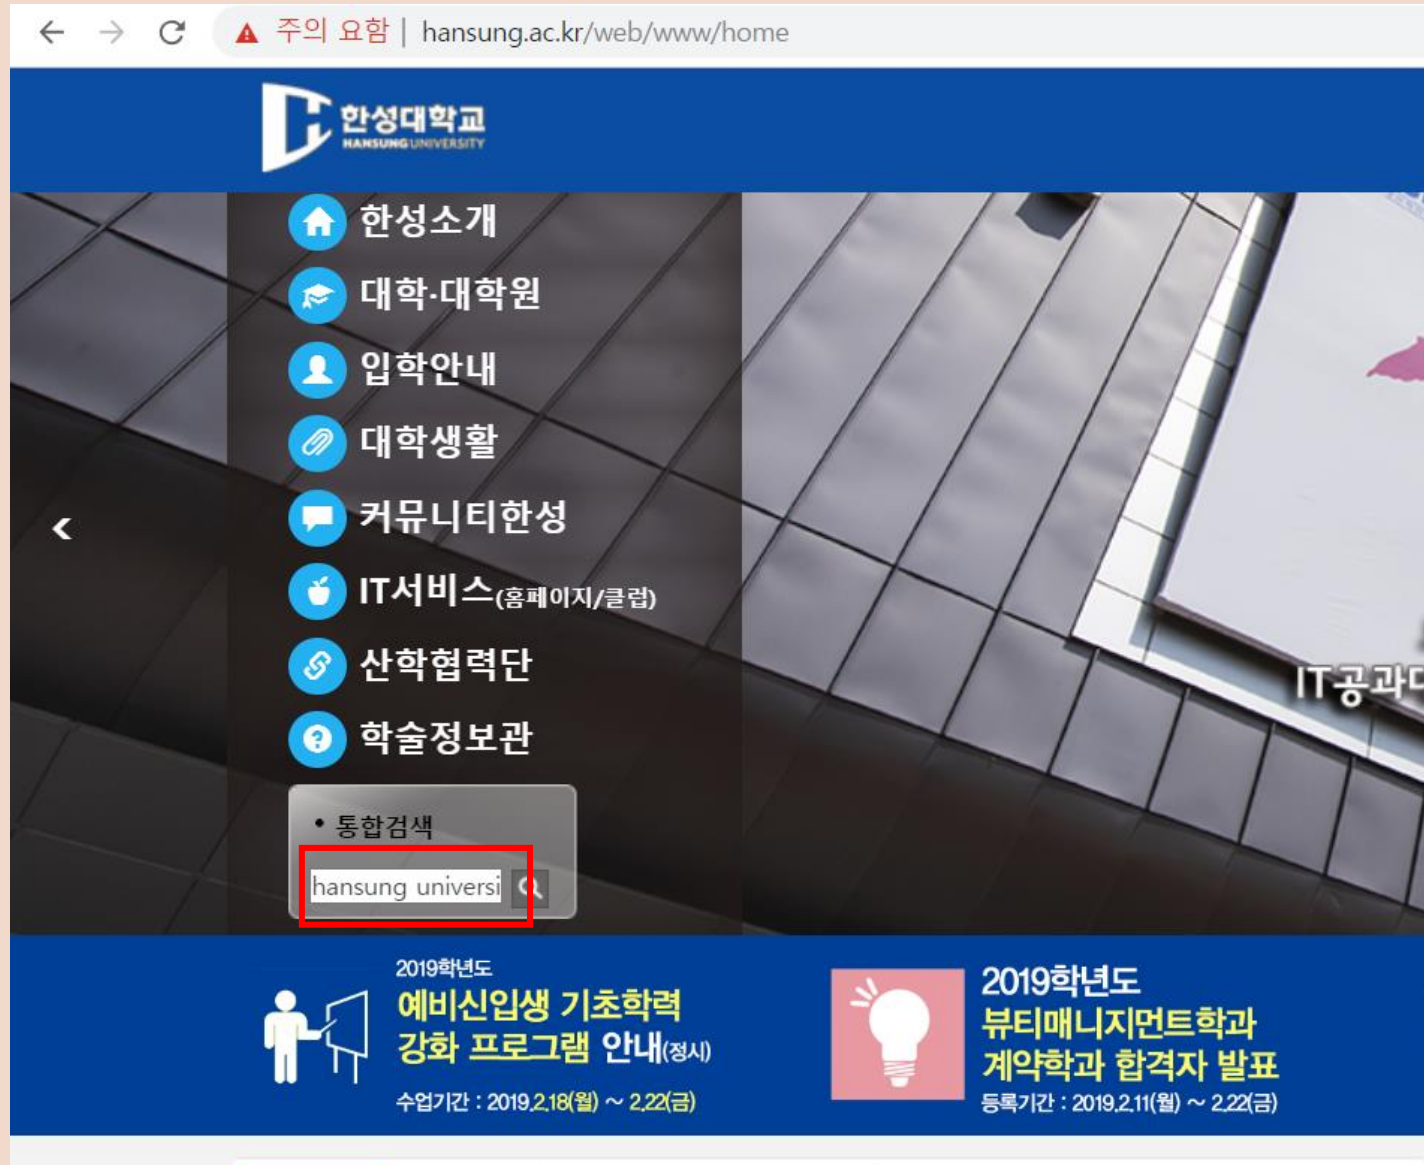 주의 요함 | hansung.ac.kr/web/www/home
한성대학교
HANSUNG UNIVERSITY
한성소개
대학·대학원
입학안내
대학생활
커뮤니티한성
IT서비스(홈페이지/클럽)
산학협력단
학술정보관
IT공과대
• 통합검색
hansung universi
2019학년도
예비신입생 기초학력
강화 프로그램 안내(정시)
수업기간 : 2019.2.18(월) ~ 2.22(금)
2019학년도
뷰티매니지먼트학과
계약학과 합격자 발표
등록기간 : 2019.2.11(월) ~ 2.22(금)